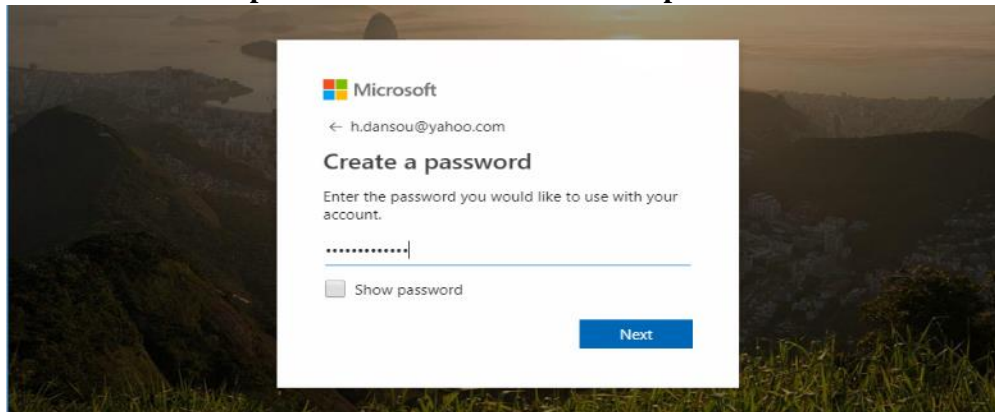 Microsoft
← h.dansou@yahoo.com
Create a password
Enter the password you would like to use with your
account.
•••••••••••••
Show password
Next